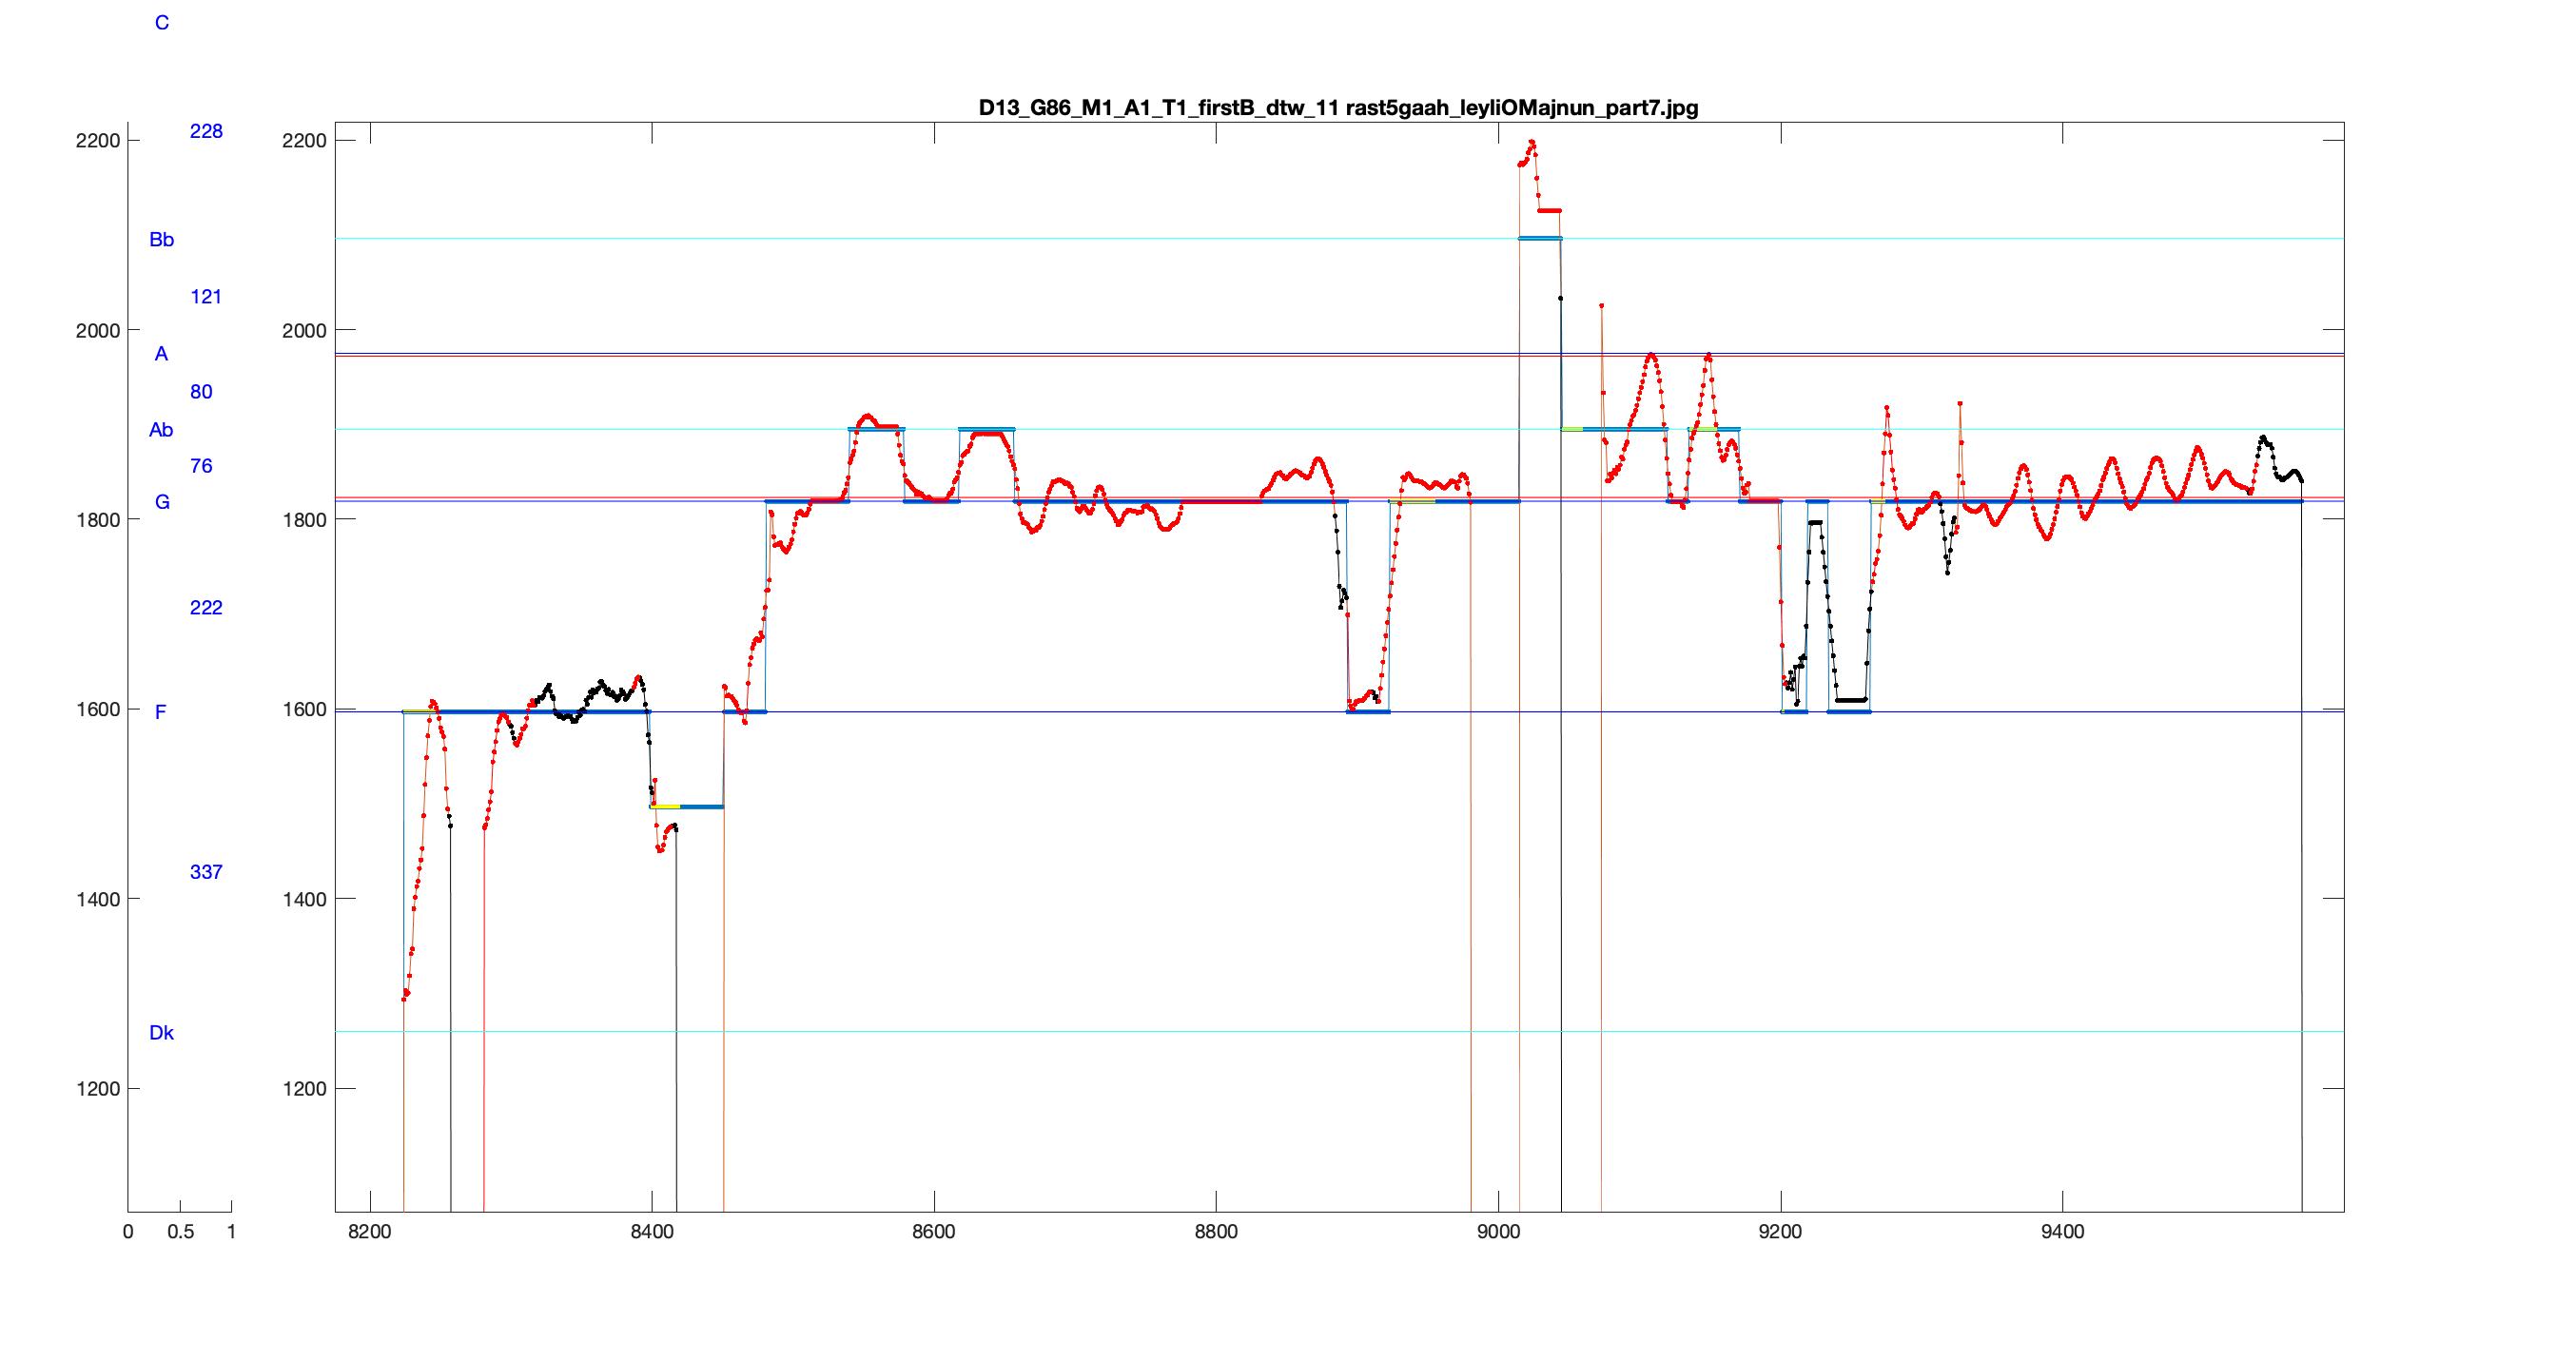 C
D13_G86_M1_A1_T1_firstB_dtw_11 rast5gaah_leyliOMajnun_part7.jpg
2200 228 2200
Bb
121
2000 2000
A
80
Ab
76
G
1800 1800
222
1600 F 1600
337
1400 1400
Dk
1200 1200
0 0.5 1 8200 8400 8600 8800 9000 9200 9400